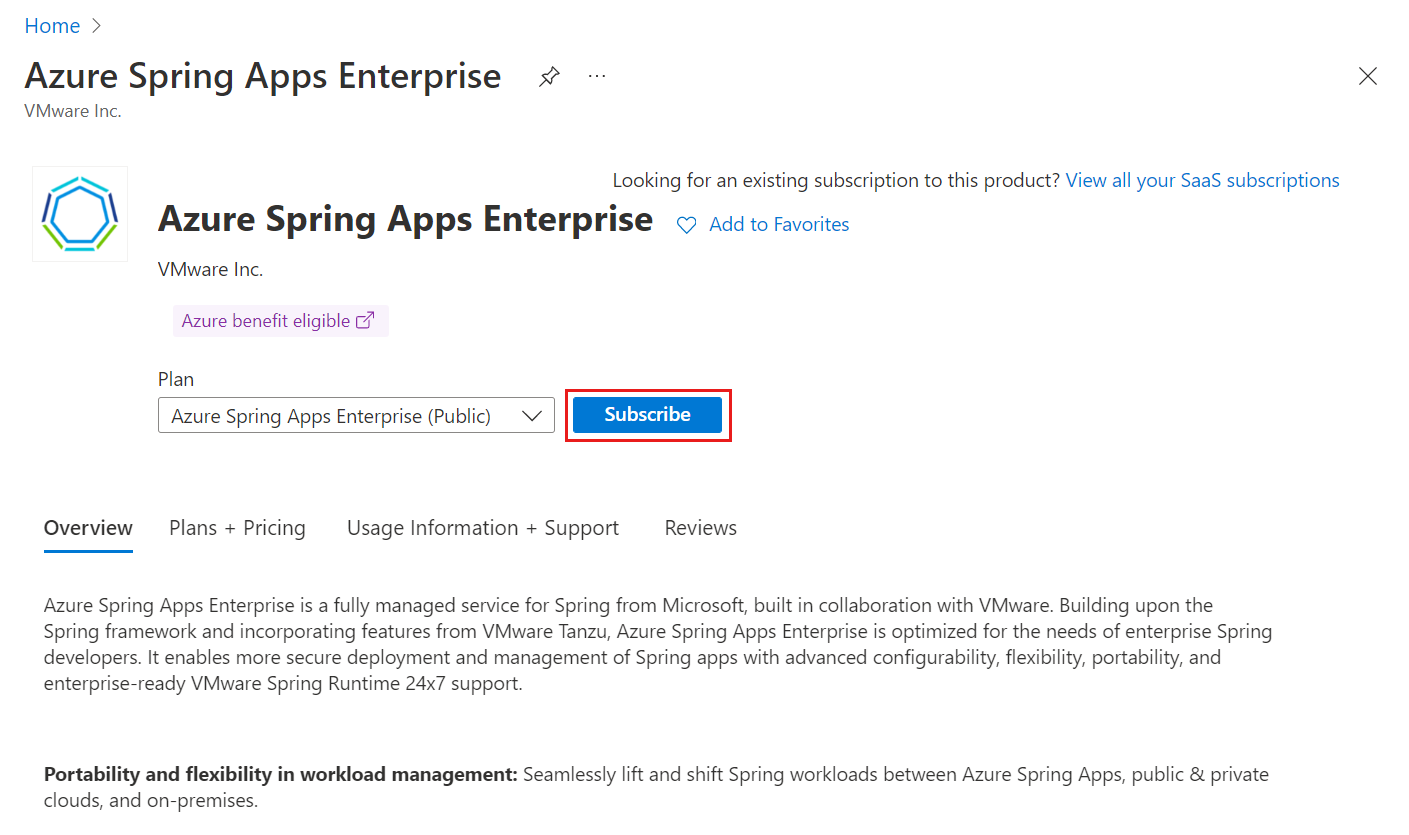 Home
Azure Spring Apps Enterprise
VMware Inc.
Looking for an existing subscription to this product? View all your SaaS subscriptions
Azure Spring Apps Enterprise
Add to Favorites
VMware Inc.
Azure benefit eligible
Plan
Azure Spring Apps Enterprise (Public)
Subscribe
Overview
Plans + Pricing
Usage Information + Support
Reviews
Azure Spring Apps Enterprise is a fully managed service for Spring from Microsoft, built in collaboration with VMware. Building upon the
Spring framework and incorporating features from VMware Tanzu, Azure Spring Apps Enterprise is optimized for the needs of enterprise Spring
developers. It enables more secure deployment and management of Spring apps with advanced configurability, flexibility, portability, and
enterprise-ready VMware Spring Runtime 24x7 support.
Portability and flexibility in workload management: Seamlessly lift and shift Spring workloads between Azure Spring Apps, public & private
clouds, and on-premises.